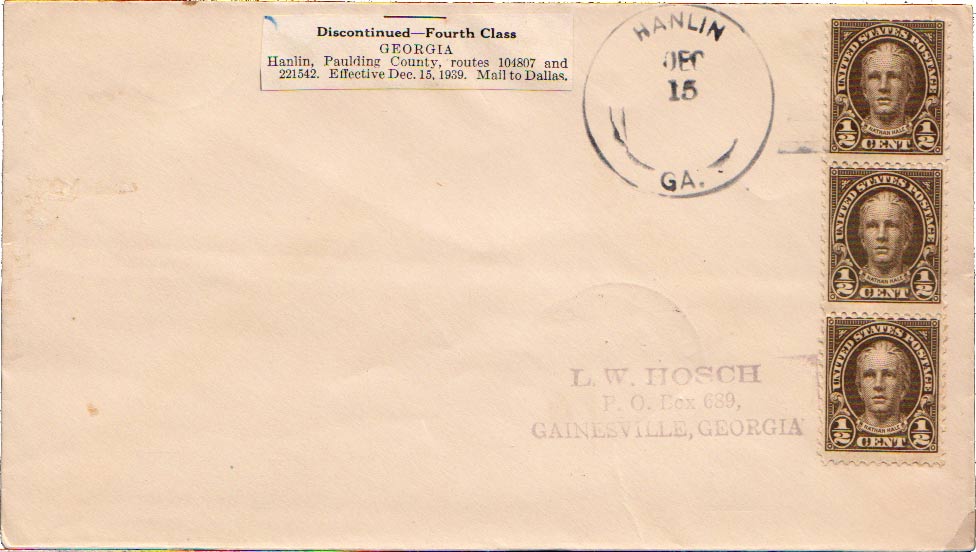 Discontinued—Fourth Class
GEORGIA
Hanlin, Paulding County, routes 104807 and
221542. Effective Dec. 15, 1939. Mail to Dallas.
HANLIN
DEC
15
GA.
UNITED STATES POSTAGE
NATHAN HALE
1/2 CENT 1/2
UNITED STATES POSTAGE
NATHAN HALE
1/2 CENT 1/2
UNITED STATES POSTAGE
NATHAN HALE
1/2 CENT 1/2
L. W. HOSCH
P. O. Box 689,
GAINESVILLE, GEORGIA